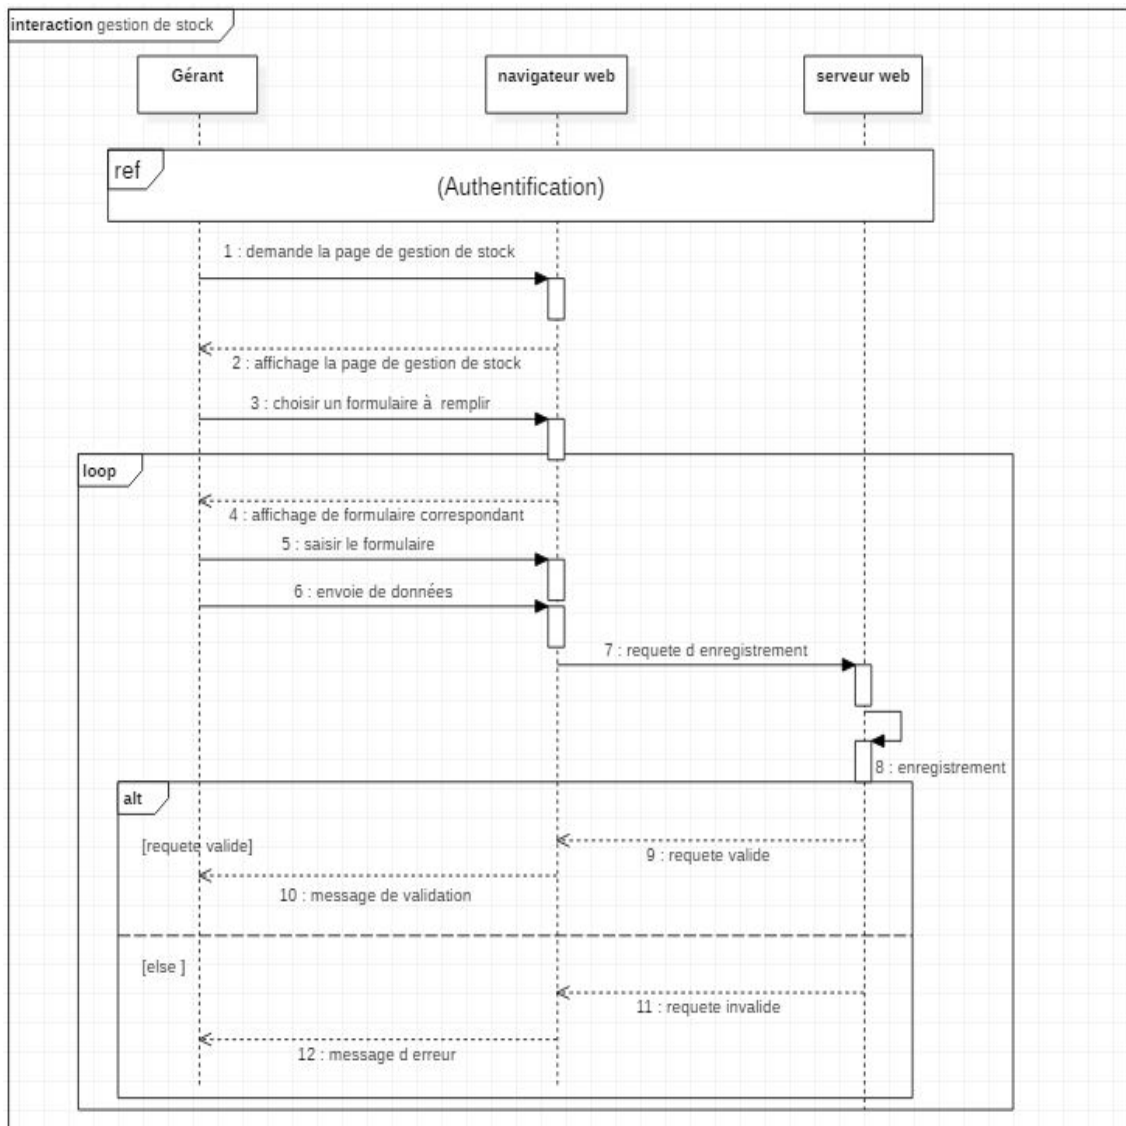 interaction gestion de stock
Gérant
navigateur web
serveur web
ref
(Authentification)
1 : demande la page de gestion de stock
2 : affichage la page de gestion de stock
3 : choisir un formulaire à remplir
loop
4 : affichage de formulaire correspondant
5 : saisir le formulaire
6 : envoie de données
7 : requete d enregistrement
8 : enregistrement
alt
[requete valide]
9 : requete valide
10 : message de validation
[else ]
11 : requete invalide
12 : message d erreur